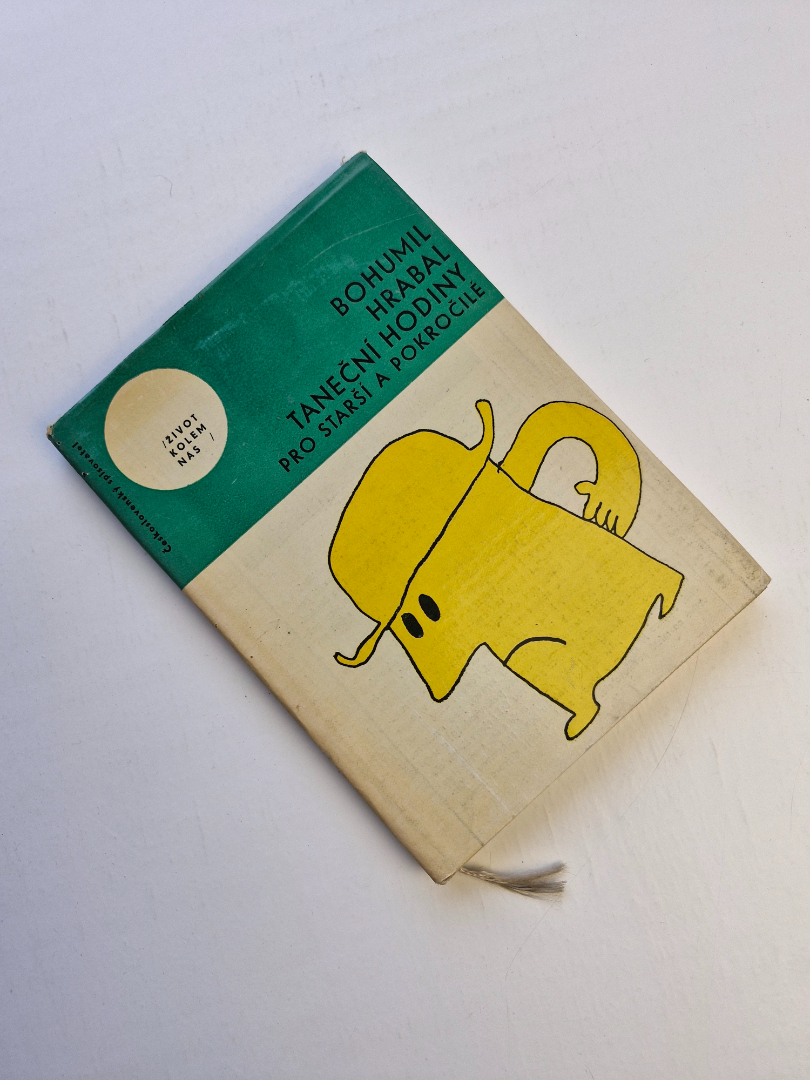 BOHUMIL
HRABAL
TANEČNÍ HODINY
PRO STARŠÍ A POKROČILÉ
/ŽIVOT
KOLEM
NÁS /
Československý spisovatel